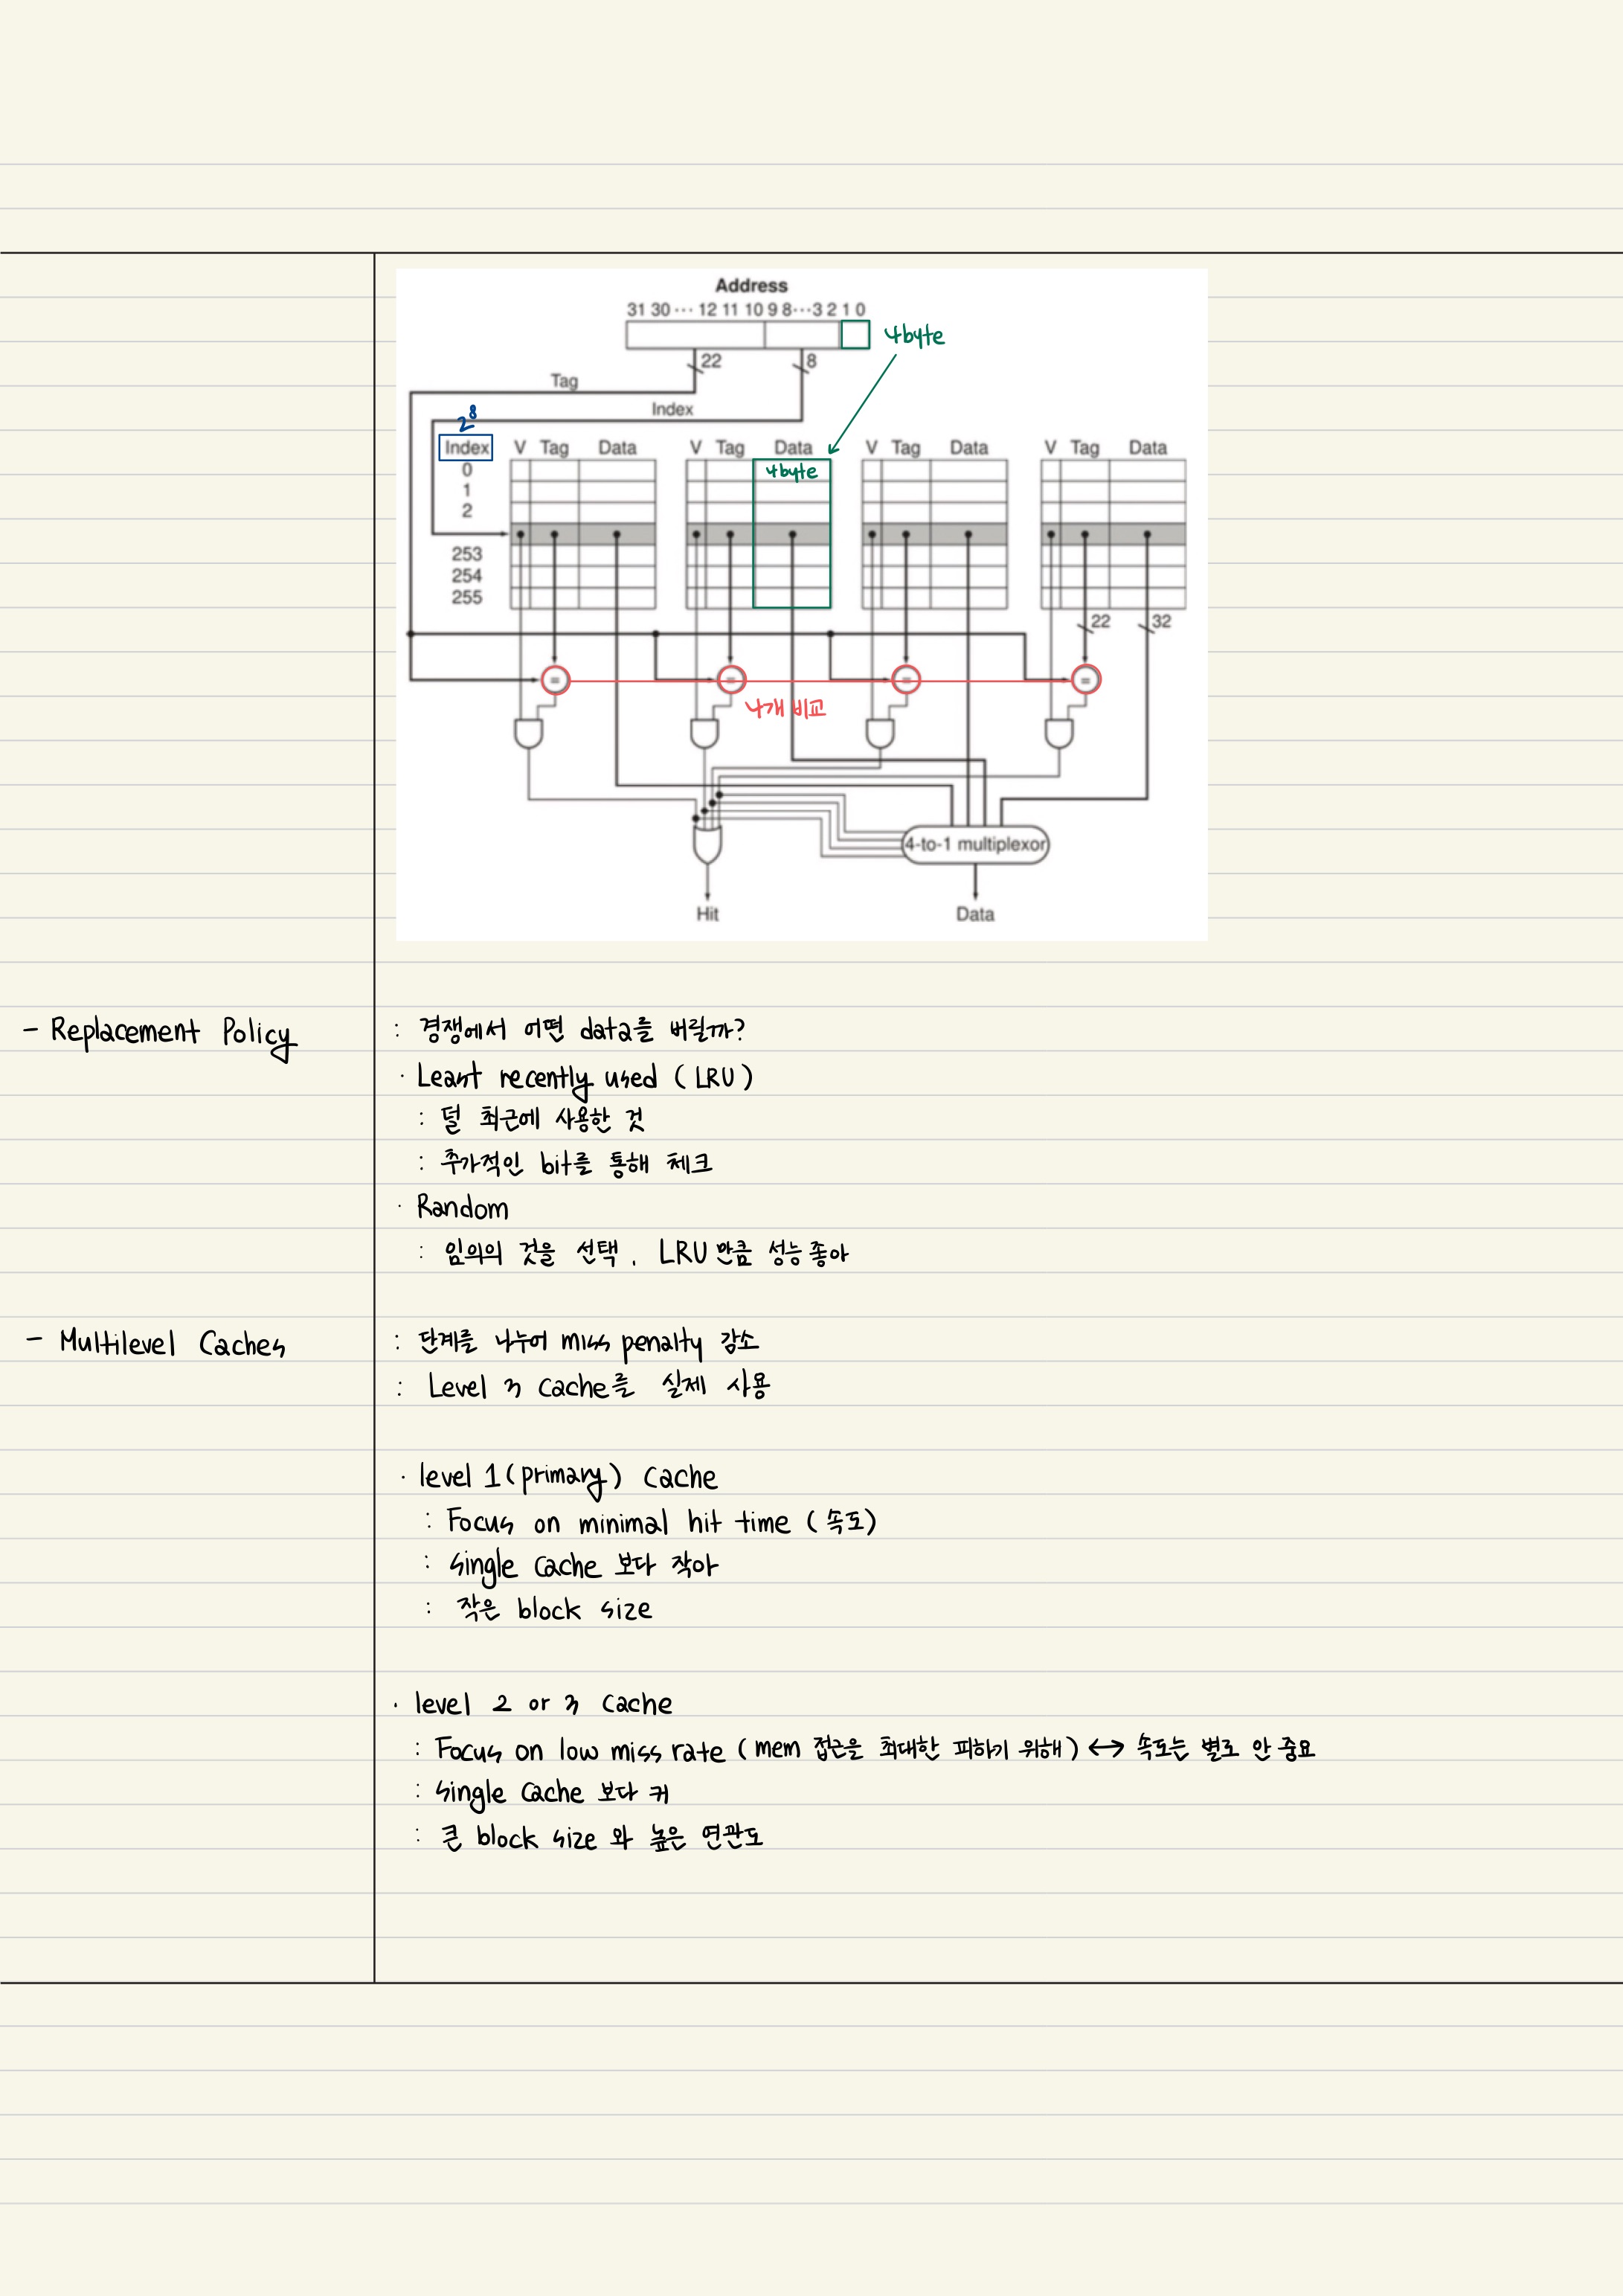 Address
31 30 ··· 12 11 10 9 8···3 2 1 0
4byte
22
8
Tag
Index
2⁸
Index V Tag Data V Tag Data V Tag Data V Tag Data
0
4byte
1
2
253
254
255
22
32
= = = =
4개 비교
4-to-1 multiplexor
Hit
Data
- Replacement Policy
: 경쟁에서 어떤 data를 버릴까?
· Least recently used (LRU)
: 덜 최근에 사용한 것
: 추가적인 bit를 통해 체크
· Random
: 임의의 것을 선택. LRU만큼 성능 좋아
- Multilevel Caches
: 단계를 나누어 miss penalty 감소
: Level 3 Cache를 실제 사용
· level 1 (primary) Cache
: Focus on minimal hit time (속도)
: Single Cache 보다 작아
: 작은 block size
· level 2 or 3 Cache
: Focus on low miss rate (mem 접근을 최대한 피하기 위해) ↔ 속도는 별로 안 중요
: Single Cache 보다 커
: 큰 block size 와 높은 연관도